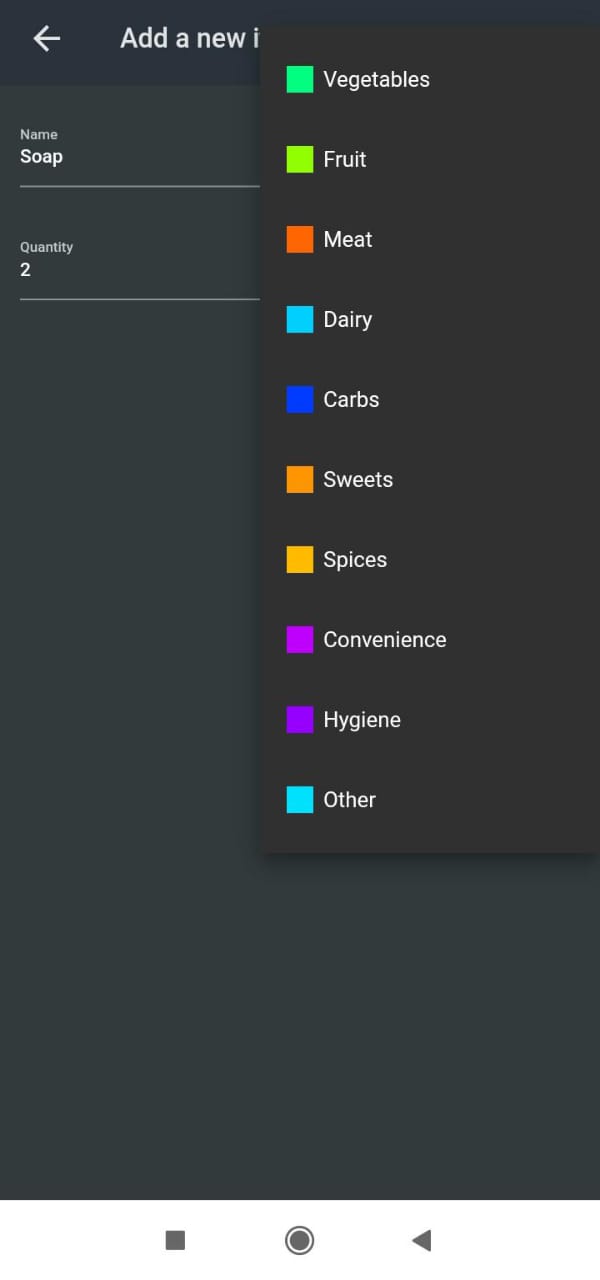 Add a new i
Name
Soap
Quantity
2
Vegetables
Fruit
Meat
Dairy
Carbs
Sweets
Spices
Convenience
Hygiene
Other